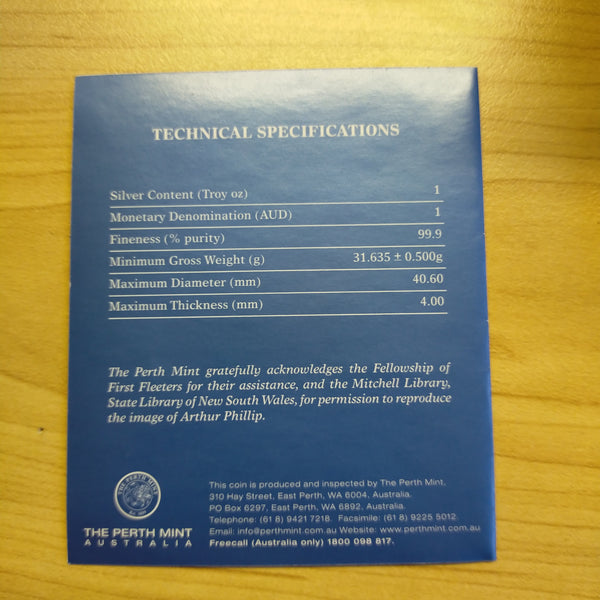 TECHNICAL SPECIFICATIONS
Silver Content (Troy oz) 1
Monetary Denomination (AUD) 1
Fineness (% purity) 99.9
Minimum Gross Weight (g) 31.635 ± 0.500g
Maximum Diameter (mm) 40.60
Maximum Thickness (mm) 4.00
The Perth Mint gratefully acknowledges the Fellowship of
First Fleeters for their assistance, and the Mitchell Library,
State Library of New South Wales, for permission to reproduce
the image of Arthur Phillip.
THE PERTH MINT
THE PERTH MINT
AUSTRALIA
This coin is produced and inspected by The Perth Mint,
310 Hay Street, East Perth, WA 6004, Australia.
PO Box 6297, East Perth, WA 6892, Australia.
Telephone: (61 8) 9421 7218. Facsimile: (61 8) 9225 5012.
Email: info@perthmint.com.au Website: www.perthmint.com.au
Freecall (Australia only) 1800 098 817.